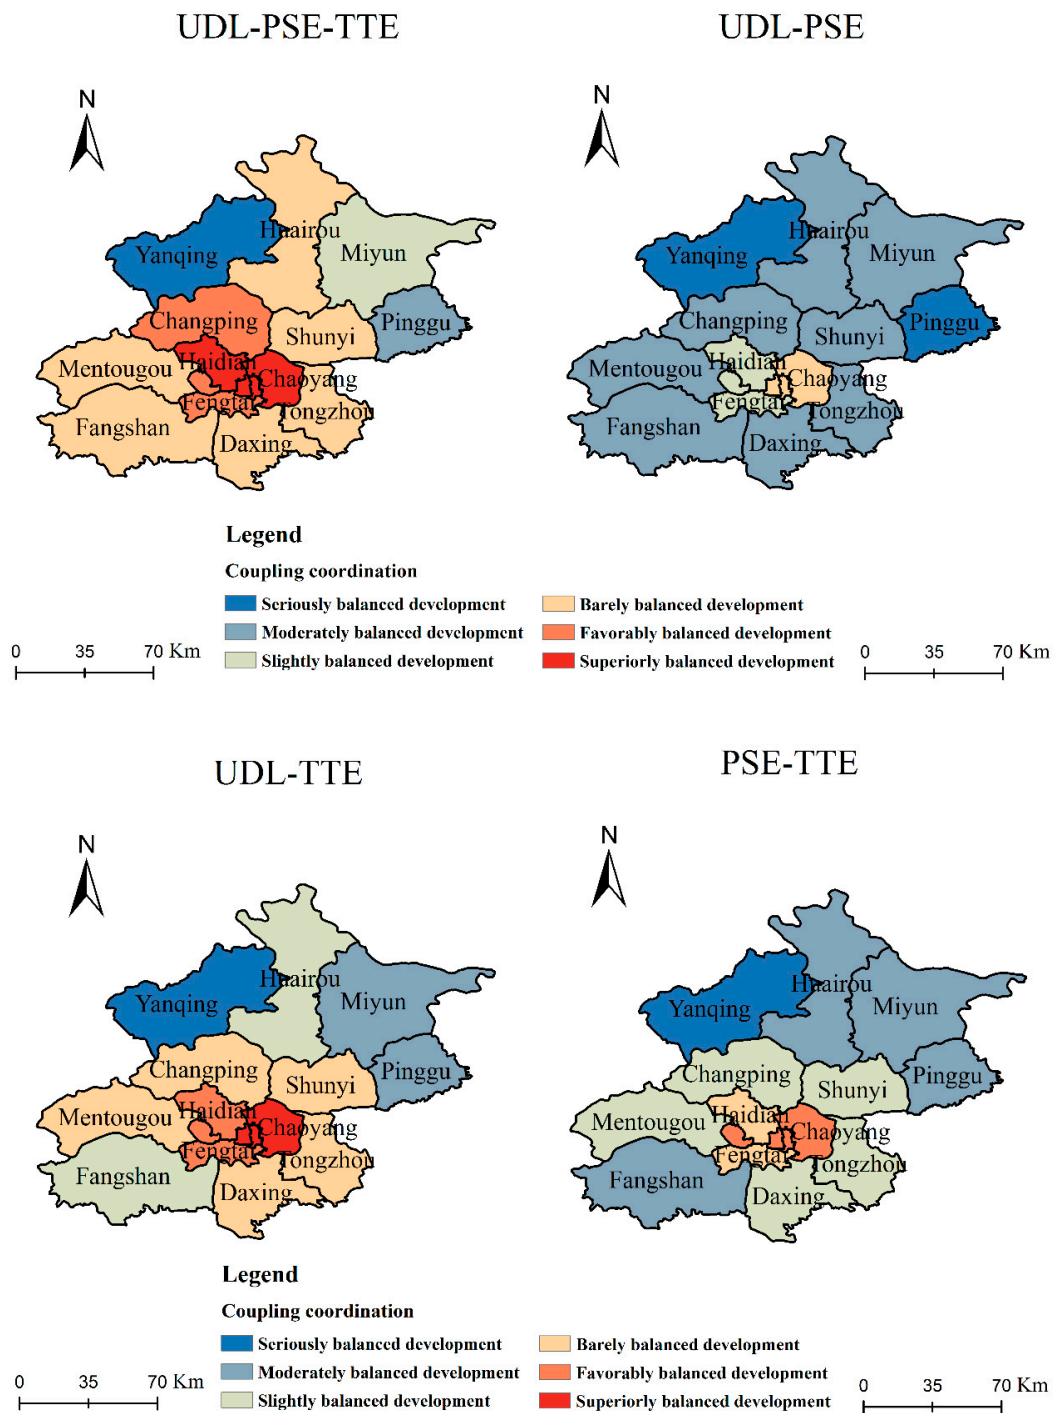 UDL-PSE-TTE
UDL-PSE
N
N
Huairou
Yanqing
Miyun
Changping
Shunyi
Pinggu
Mentougou
Haidian
Chaoyang
Fengtai
Tongzhou
Fangshan
Daxing
Huairou
Yanqing
Miyun
Changping
Shunyi
Pinggu
Mentougou
Haidian
Chaoyang
Fengtai
Tongzhou
Fangshan
Daxing
Legend
Coupling coordination
Seriously balanced development
Moderately balanced development
Slightly balanced development
Barely balanced development
Favorably balanced development
Superiorly balanced development
0 35 70 Km
0 35 70 Km
UDL-TTE
PSE-TTE
N
N
Huairou
Yanqing
Miyun
Changping
Shunyi
Pinggu
Mentougou
Haidian
Chaoyang
Fengtai
Tongzhou
Fangshan
Daxing
Huairou
Yanqing
Miyun
Changping
Shunyi
Pinggu
Mentougou
Haidian
Chaoyang
Fengtai
Tongzhou
Fangshan
Daxing
Legend
Coupling coordination
Seriously balanced development
Moderately balanced development
Slightly balanced development
Barely balanced development
Favorably balanced development
Superiorly balanced development
0 35 70 Km
0 35 70 Km